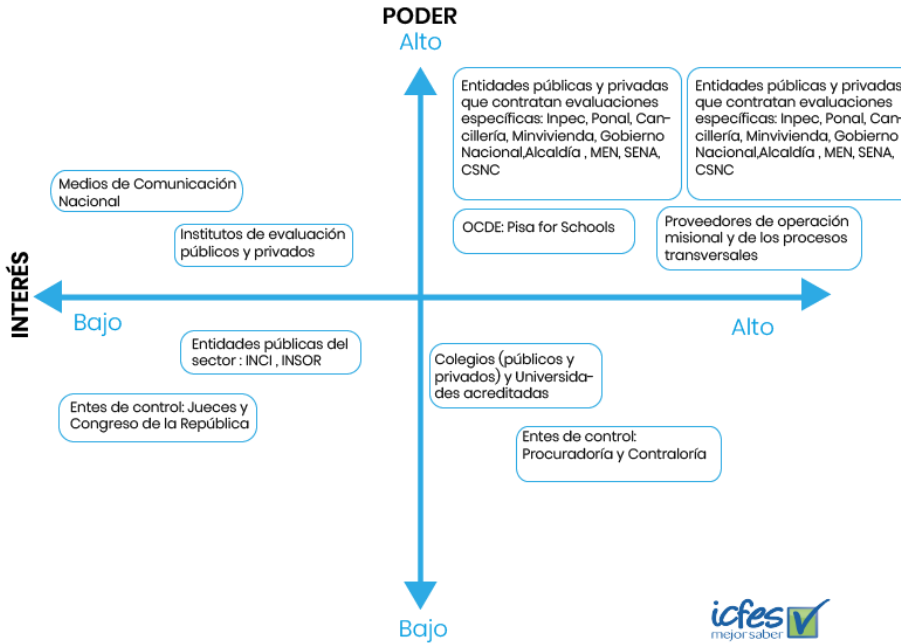 PODER
Alto
Entidades públicas y privadas
que contratan evaluaciones
específicas: Inpec, Ponal, Can-
cillería, Minvivienda, Gobierno
Nacional,Alcaldía , MEN, SENA,
CSNC
Entidades públicas y privadas
que contratan evaluaciones
específicas: Inpec, Ponal, Can-
cillería, Minvivienda, Gobierno
Nacional,Alcaldía , MEN, SENA,
CSNC
Medios de Comunicación
Nacional
Institutos de evaluación
públicos y privados
OCDE: Pisa for Schools
Proveedores de operación
misional y de los procesos
transversales
INTERÉS
Bajo
Alto
Entidades públicas del
sector : INCI , INSOR
Colegios (públicos y
privados) y Universida-
des acreditadas
Entes de control: Jueces y
Congreso de la República
Entes de control:
Procuradoría y Contraloría
Bajo
icfes
mejor saber